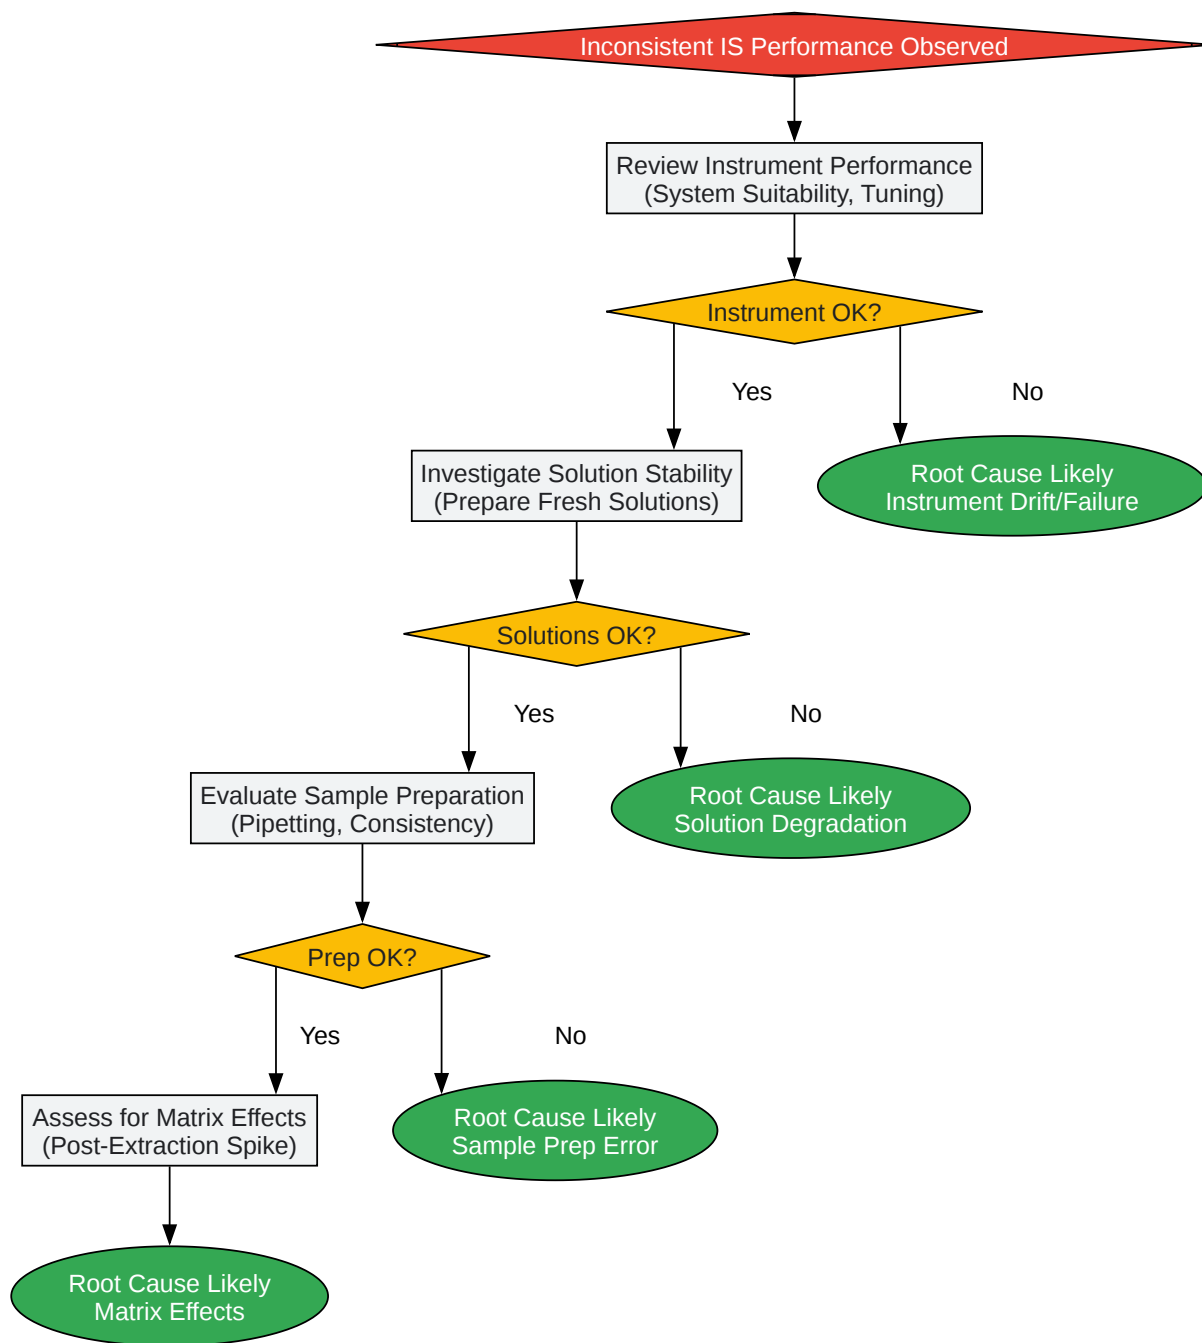 Inconsistent IS Performance Observed
Review Instrument Performance
(System Suitability, Tuning)
Instrument OK?
Yes
No
Investigate Solution Stability
(Prepare Fresh Solutions)
Root Cause Likely
Instrument Drift/Failure
Solutions OK?
Yes
No
Evaluate Sample Preparation
(Pipetting, Consistency)
Root Cause Likely
Solution Degradation
Prep OK?
Yes
No
Assess for Matrix Effects
(Post-Extraction Spike)
Root Cause Likely
Sample Prep Error
Root Cause Likely
Matrix Effects